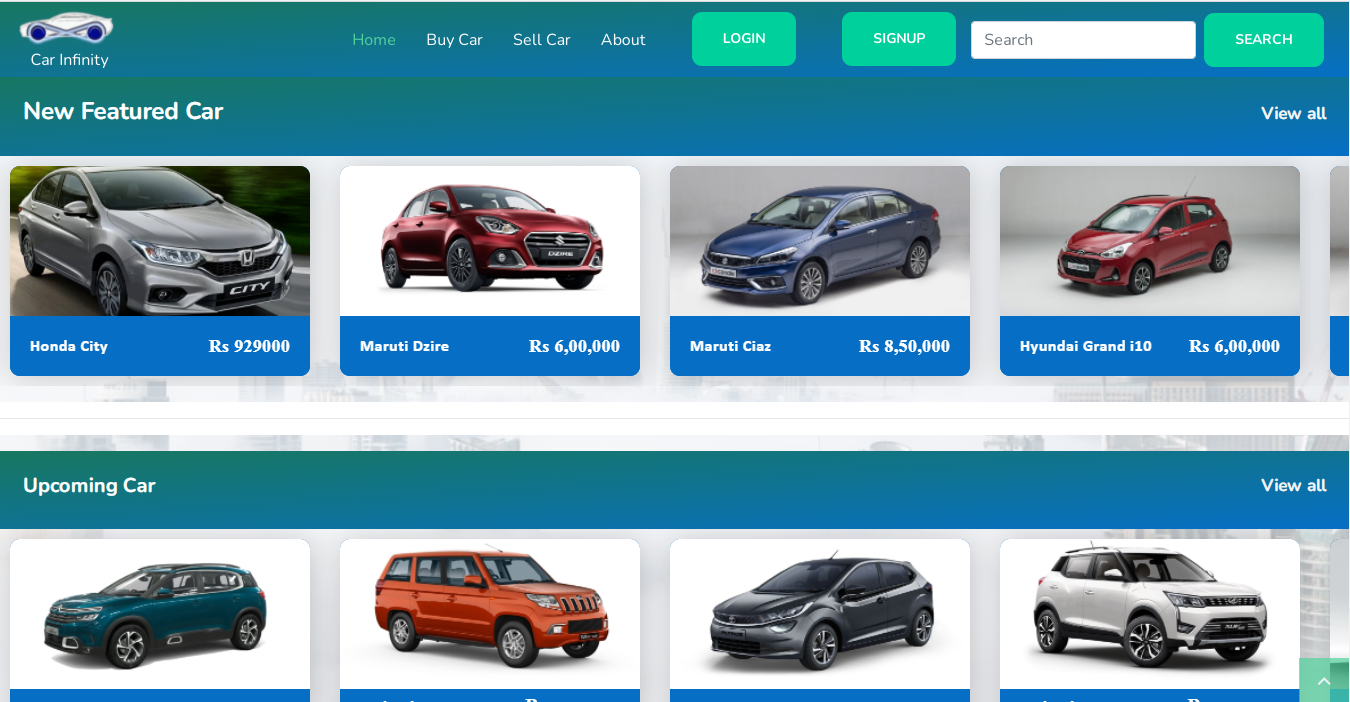 Car Infinity
Home Buy Car Sell Car About LOGIN SIGNUP Search SEARCH
New Featured Car View all
CITY
DZIRE
Honda City Rs 929000
Maruti Dzire Rs 6,00,000
Maruti Ciaz Rs 8,50,000
Hyundai Grand i10 Rs 6,00,000
Upcoming Car View all